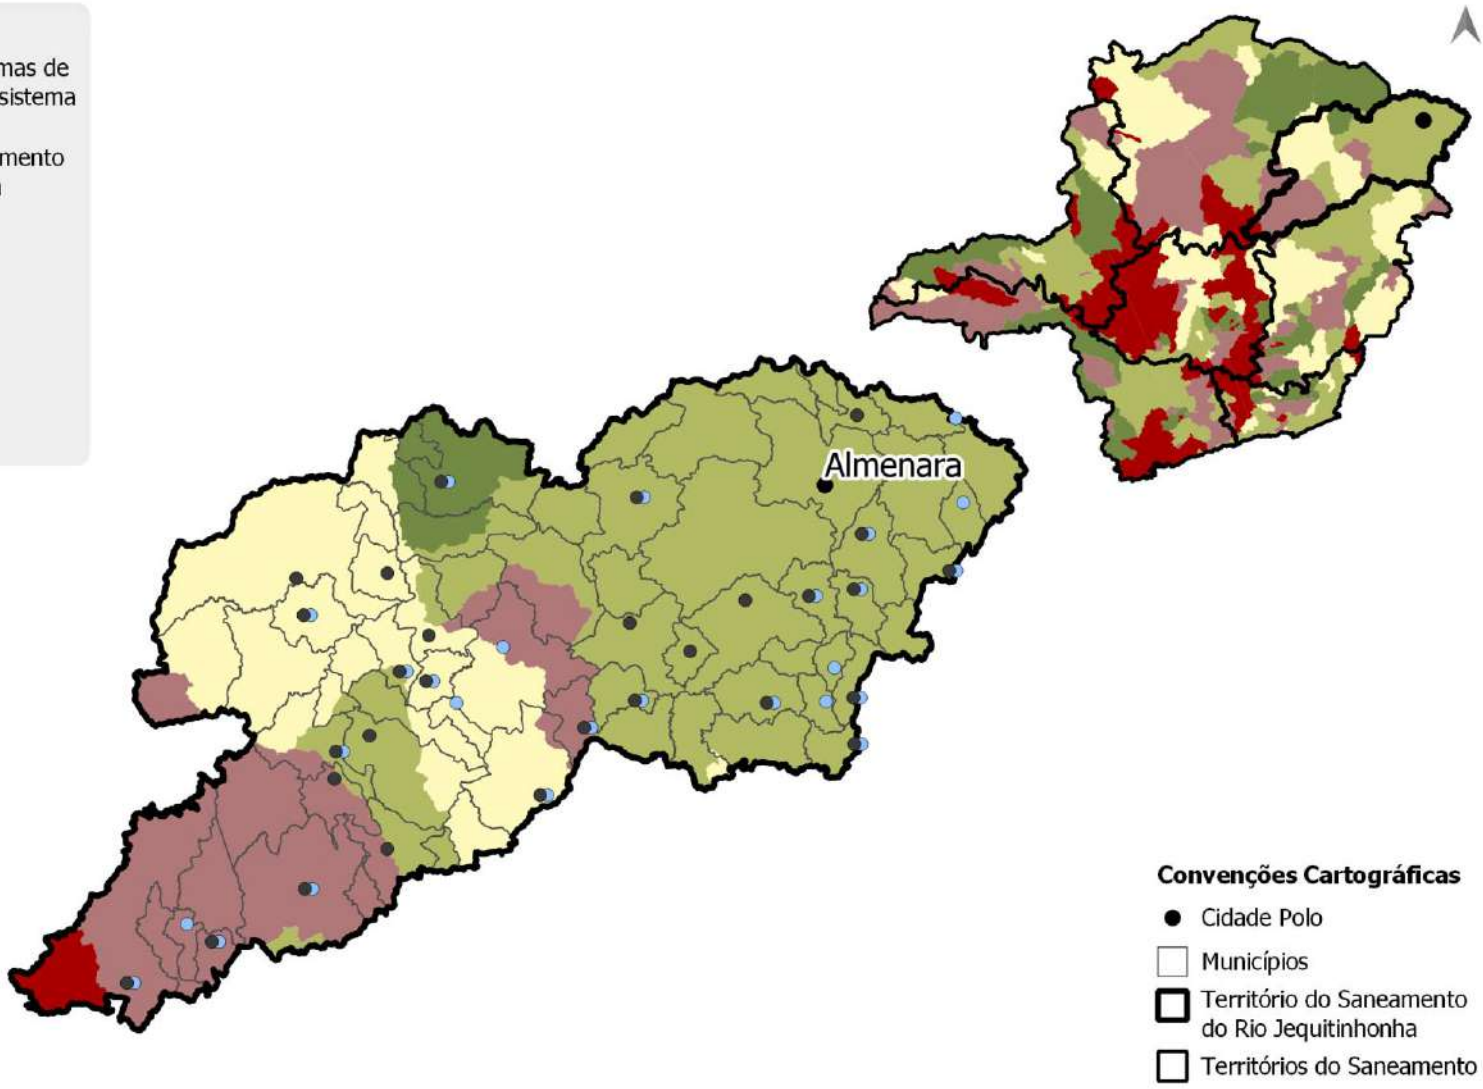 mas de
sistema
mento
Almenara
Convenções Cartográficas
Cidade Polo
Municípios
Território do Saneamento
do Rio Jequitinhonha
Territórios do Saneamento